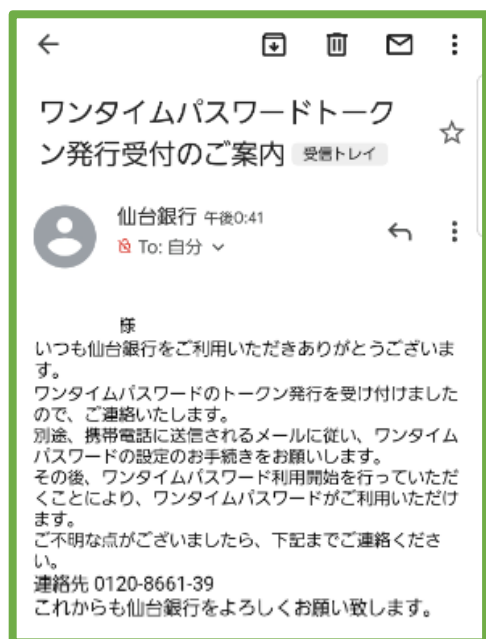 ワンタイムパスワードトーク
ン発行受付のご案内 受信トレイ
仙台銀行 午後0:41
To: 自分
様
いつも仙台銀行をご利用いただきありがとうございま
す。
ワンタイムパスワードのトークン発行を受け付けました
ので、ご連絡いたします。
別途、携帯電話に送信されるメールに従い、ワンタイム
パスワードの設定のお手続きをお願いします。
その後、ワンタイムパスワード利用開始を行っていただ
くことにより、ワンタイムパスワードがご利用いただけ
ます。
ご不明な点がございましたら、下記までご連絡くださ
い。
連絡先 0120-8661-39
これからも仙台銀行をよろしくお願い致します。